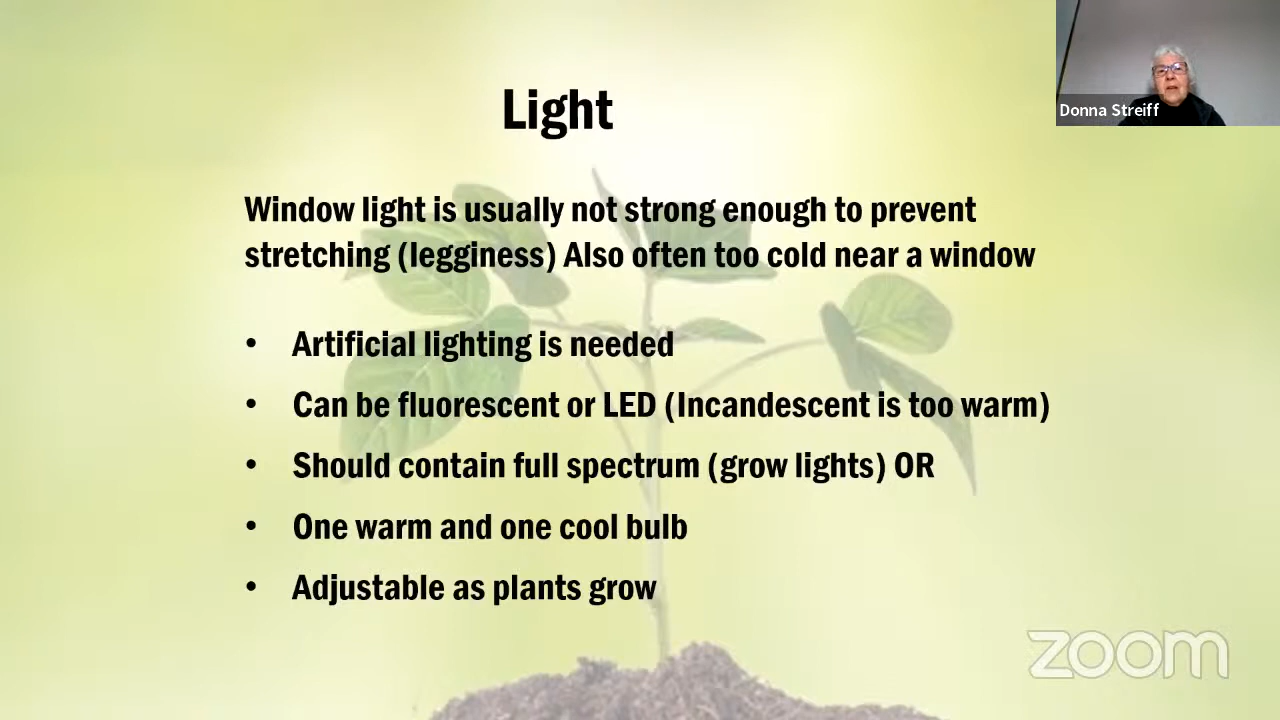 Light
Donna Streiff
Window light is usually not strong enough to prevent
stretching (legginess) Also often too cold near a window
• Artificial lighting is needed
• Can be fluorescent or LED (Incandescent is too warm)
• Should contain full spectrum (grow lights) OR
• One warm and one cool bulb
• Adjustable as plants grow
zoom